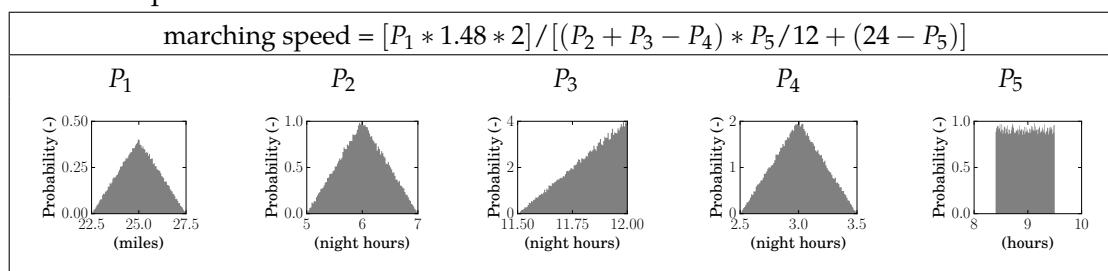 marching speed = [P₁ * 1.48 * 2]/[(P₂ + P₃ − P₄) * P₅/12 + (24 − P₅)]
P₁ P₂ P₃ P₄ P₅
Probability (-) 0.50 0.25 0.00 22.5 25.0 27.5 (miles)
Probability (-) 1.0 0.5 0.0 5 6 7 (night hours)
Probability (-) 4 2 0 11.50 11.75 12.00 (night hours)
Probability (-) 2 1 0 2.5 3.0 3.5 (night hours)
Probability (-) 1.0 0.5 0.0 8 9 10 (hours)